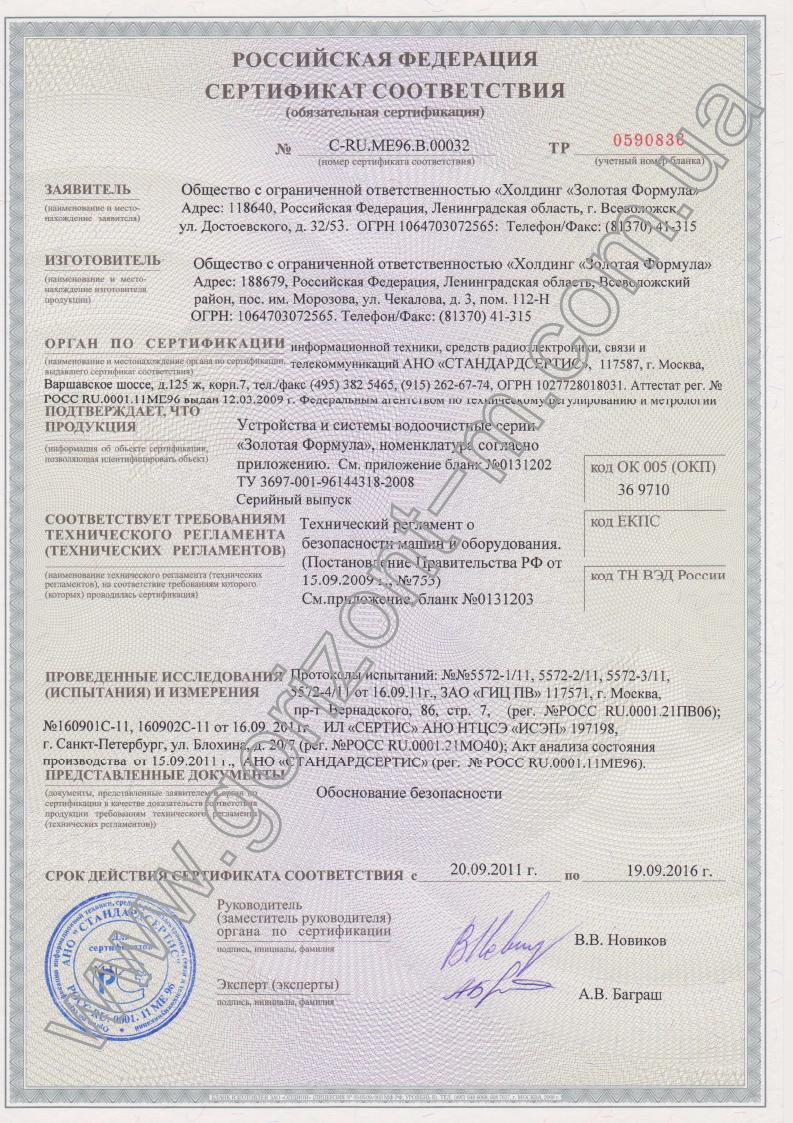 РОССИЙСКАЯ ФЕДЕРАЦИЯ
СЕРТИФИКАТ СООТВЕТСТВИЯ
(обязательная сертификация)
№ C-RU.ME96.B.00032
(номер сертификата соответствия)
ТР 0590838
(учетный номер бланка)
ЗАЯВИТЕЛЬ
(наименование и место-
нахождение заявителя)
Общество с ограниченной ответственностью «Холдинг «Золотая Формула»
Адрес: 118640, Российская Федерация, Ленинградская область, г. Всеволожск,
ул. Достоевского, д. 32/53. ОГРН 1064703072565: Телефон/Факс: (81370) 41-315
ИЗГОТОВИТЕЛЬ
(наименование и место-
нахождение изготовителя
продукции)
Общество с ограниченной ответственностью «Холдинг «Золотая Формула»
Адрес: 188679, Российская Федерация, Ленинградская область, Всеволожский
район, пос. им. Морозова, ул. Чекалова, д. 3, пом. 112-Н
ОГРН: 1064703072565. Телефон/Факс: (81370) 41-315
ОРГАН ПО СЕРТИФИКАЦИИ
(наименование и местонахождение органа по сертификации,
выдавшего сертификат соответствия)
информационной техники, средств радиоэлектроники, связи и
телекоммуникаций АНО «СТАНДАРДСЕРТИС», 117587, г. Москва,
Варшавское шоссе, д.125 ж, корп.7, тел./факс (495) 382 5465, (915) 262-67-74, ОГРН 1027728018031. Аттестат рег. №
РОСС RU.0001.11МЕ96 выдан 12.03.2009 г. Федеральным агентством по техническому регулированию и метрологии
ПОДТВЕРЖДАЕТ, ЧТО
ПРОДУКЦИЯ
(информация об объекте сертификации,
позволяющая идентифицировать объект)
Устройства и системы водоочистные серии
«Золотая Формула», номенклатура согласно
приложению. См. приложение бланк №0131202
ТУ 3697-001-96144318-2008
Серийный выпуск
код ОК 005 (ОКП)
36 9710
код ЕКПС
код ТН ВЭД России
СООТВЕТСТВУЕТ ТРЕБОВАНИЯМ
ТЕХНИЧЕСКОГО РЕГЛАМЕНТА
(ТЕХНИЧЕСКИХ РЕГЛАМЕНТОВ)
(наименование технического регламента (технических
регламентов), на соответствие требованиям которого
(которых) проводилась сертификация)
Технический регламент о
безопасности машин и оборудования.
(Постановление Правительства РФ от
15.09.2009 г., №753)
См.приложение, бланк №0131203
ПРОВЕДЕННЫЕ ИССЛЕДОВАНИЯ
(ИСПЫТАНИЯ) И ИЗМЕРЕНИЯ
Протоколы испытаний: №№5572-1/11, 5572-2/11, 5572-3/11,
5572-4/11 от 16.09.11г., ЗАО «ГИЦ ПВ» 117571, г. Москва,
пр-т Вернадского, 86, стр. 7, (рег. №РОСС RU.0001.21ПВ06);
№160901С-11, 160902С-11 от 16.09. 2011г. ИЛ «СЕРТИС» АНО НТЦСЭ «ИСЭП» 197198,
г. Санкт-Петербург, ул. Блохина, д. 20/7 (рег. №РОСС RU.0001.21МО40); Акт анализа состояния
производства от 15.09.2011 г., АНО «СТАНДАРДСЕРТИС» (рег. № РОСС RU.0001.11МЕ96).
ПРЕДСТАВЛЕННЫЕ ДОКУМЕНТЫ
(документы, представленные заявителем в орган по
сертификации в качестве доказательств соответствия
продукции требованиям технического регламента
(технических регламентов))
Обоснование безопасности
СРОК ДЕЙСТВИЯ СЕРТИФИКАТА СООТВЕТСТВИЯ с 20.09.2011 г. по 19.09.2016 г.
Руководитель
(заместитель руководителя)
органа по сертификации
подпись, инициалы, фамилия
В.В. Новиков
Эксперт (эксперты)
подпись, инициалы, фамилия
А.В. Баграш
АНО "СТАНДАРДСЕРТИС"
Для
сертификатов
РОСС RU. 0001. 11 МЕ 96
www.gorizont-m.com.ua